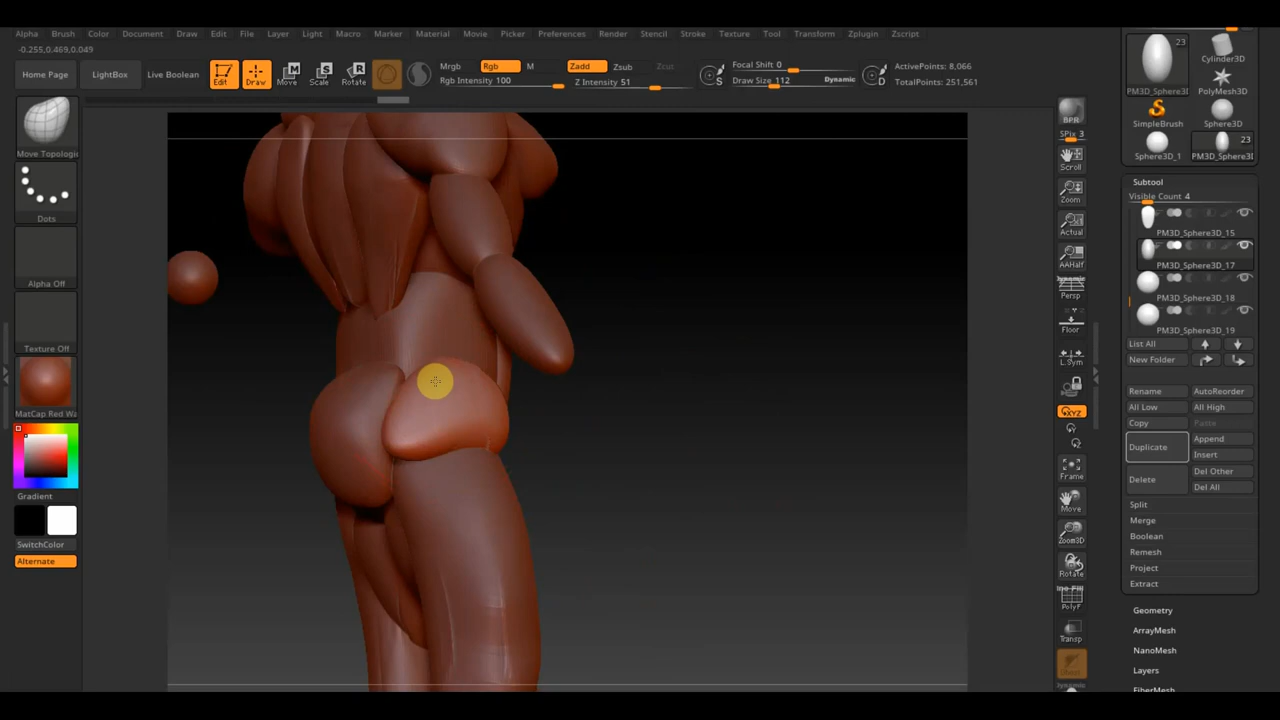 Alpha Brush Color Document Draw Edit File Layer Light Macro Marker Material Movie Picker Preferences Render Stencil Stroke Texture Tool Transform Zplugin Zscript
-0.255,0.469,0.049
Home Page LightBox Live Boolean Edit Draw Move Scale Rotate
Mrgb Rgb M Zadd Zsub Zcut
Rgb Intensity 100 Z Intensity 51
Focal Shift 0
Draw Size 112 Dynamic
S D
ActivePoints: 8,066
TotalPoints: 251,561
Move Topologic
Dots
Alpha Off
Texture Off
MatCap Red Wa
Gradient
SwitchColor
Alternate
BPR
SPix 3
Scroll
Zoom
Actual
AAHalf
Dynamic
Persp
Floor
L.Sym
XYZ
Y
Z
Frame
Move
Zoom3D
Rotate
PolyF
Transp
Dynamic
23
PM3D_Sphere3D
Cylinder3D
PolyMesh3D
SimpleBrush
Sphere3D
Sphere3D_1
23
PM3D_Sphere3D
Subtool
Visible Count 4
PM3D_Sphere3D_15
PM3D_Sphere3D_17
PM3D_Sphere3D_18
PM3D_Sphere3D_19
List All
New Folder
Rename AutoReorder
All Low All High
Copy Paste
Duplicate Append
Insert
Delete Del Other
Del All
Split
Merge
Boolean
Remesh
Project
Extract
Geometry
ArrayMesh
NanoMesh
Layers
FiberMesh